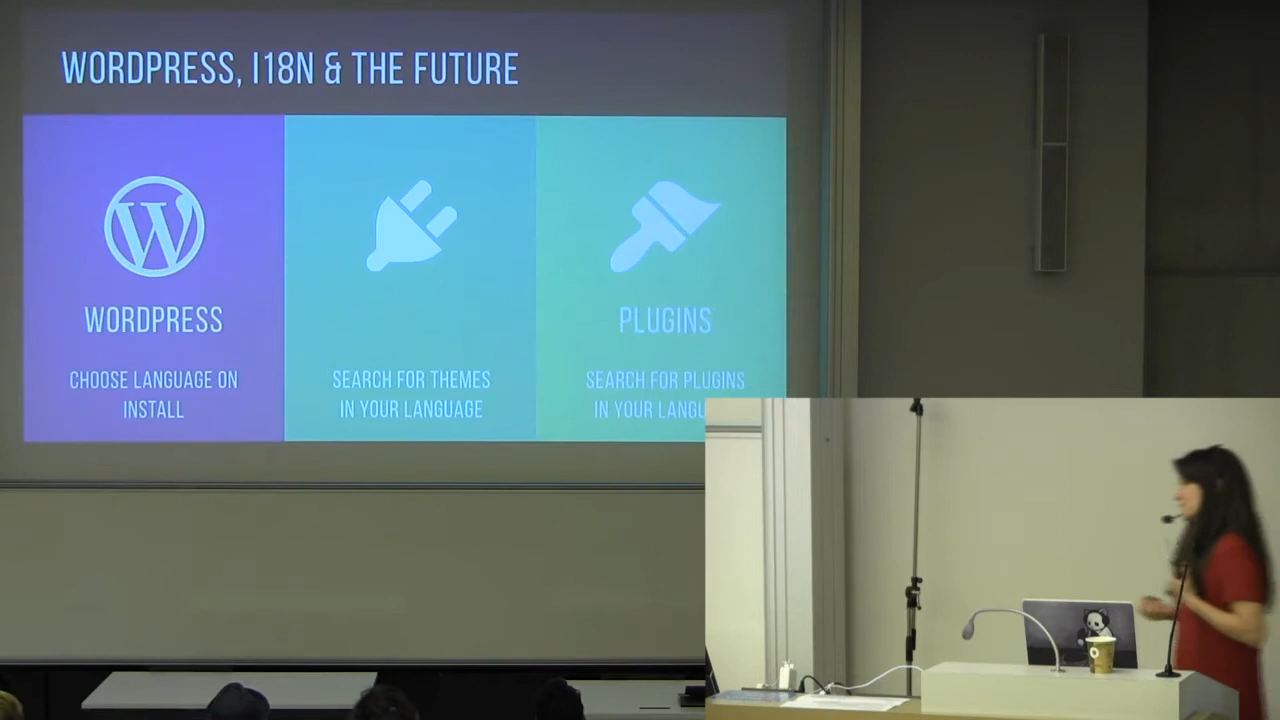 WORDPRESS, I18N & THE FUTURE
WORDPRESS
CHOOSE LANGUAGE ON
INSTALL
SEARCH FOR THEMES
IN YOUR LANGUAGE
PLUGINS
SEARCH FOR PLUGINS
IN YOUR LANGU